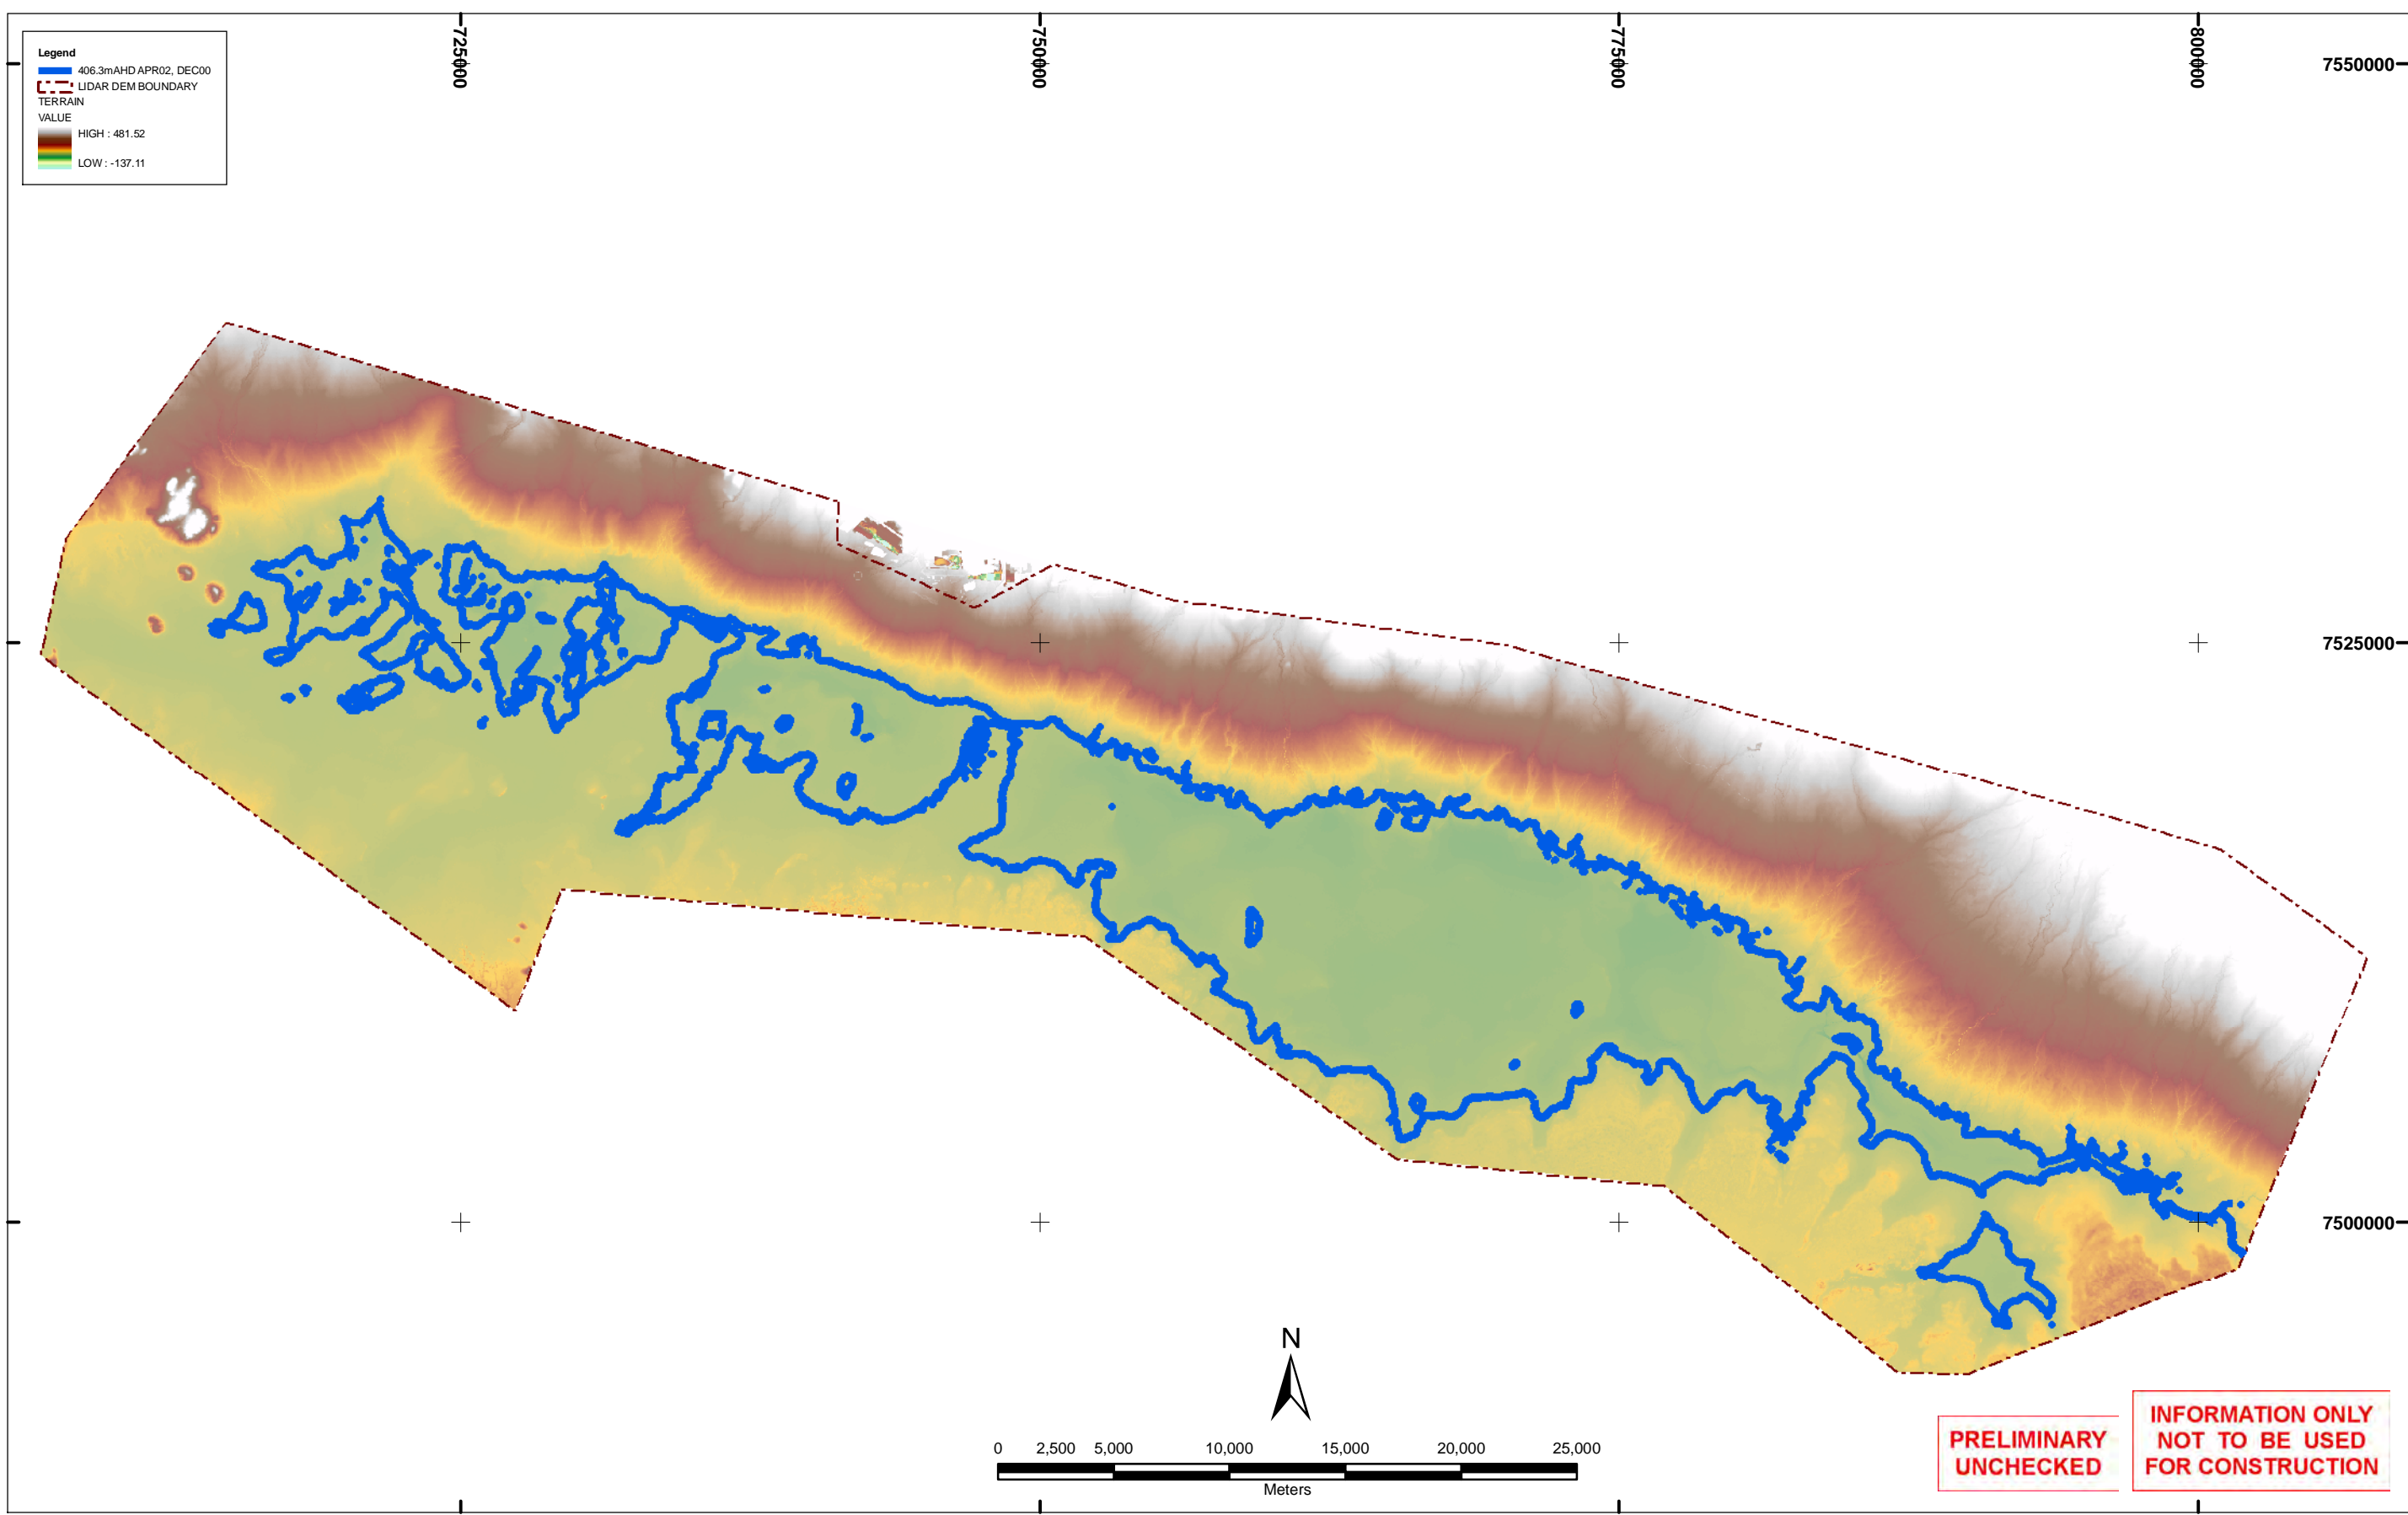 725000
750000
775000
800000
Legend
406.3mAHD APR02, DEC00
LIDAR DEM BOUNDARY
TERRAIN
VALUE
HIGH : 481.52
LOW : -137.11
7550000
7525000
7500000
N
0 2,500 5,000 10,000 15,000 20,000 25,000
Meters
PRELIMINARY
UNCHECKED
INFORMATION ONLY
NOT TO BE USED
FOR CONSTRUCTION